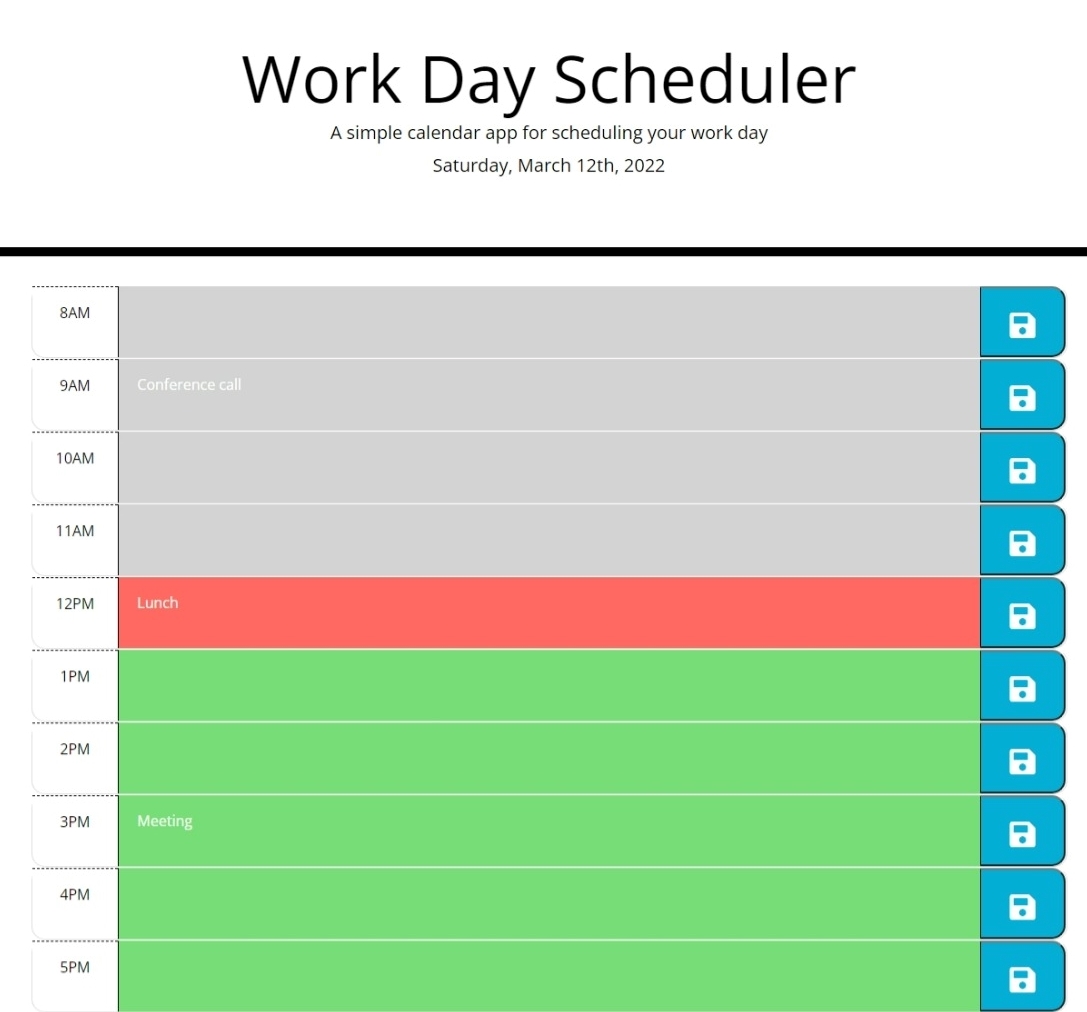 Work Day Scheduler
A simple calendar app for scheduling your work day
Saturday, March 12th, 2022
8AM
9AM Conference call
10AM
11AM
12PM Lunch
1PM
2PM
3PM Meeting
4PM
5PM